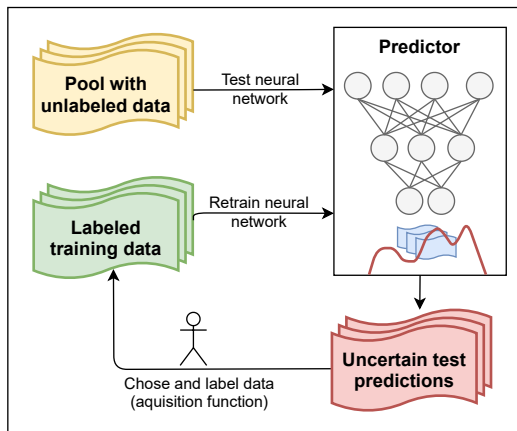 Predictor
Pool with
unlabeled data
Test neural
network
Labeled
training data
Retrain neural
network
Uncertain test
predictions
Chose and label data
(aquisition function)